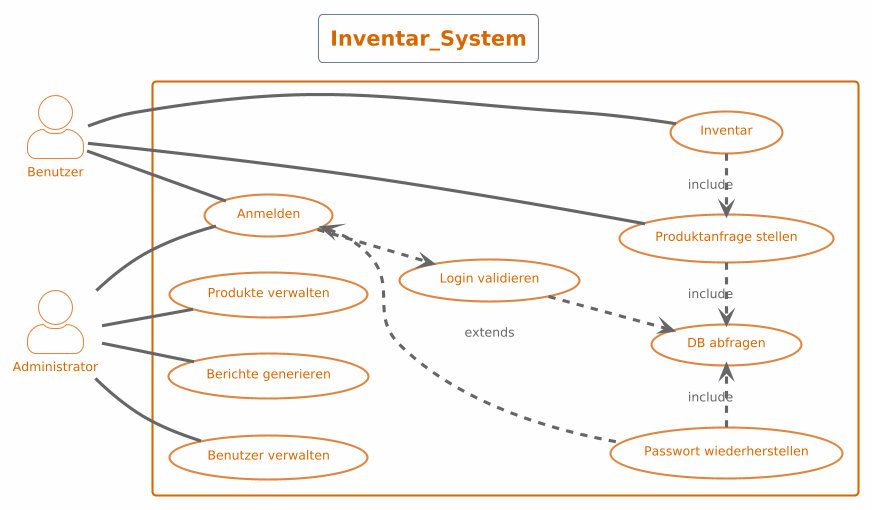 Inventar_System
Benutzer
Inventar
include
Anmelden
Produktanfrage stellen
Login validieren
Produkte verwalten
include
extends
DB abfragen
Administrator
Berichte generieren
include
Benutzer verwalten
Passwort wiederherstellen